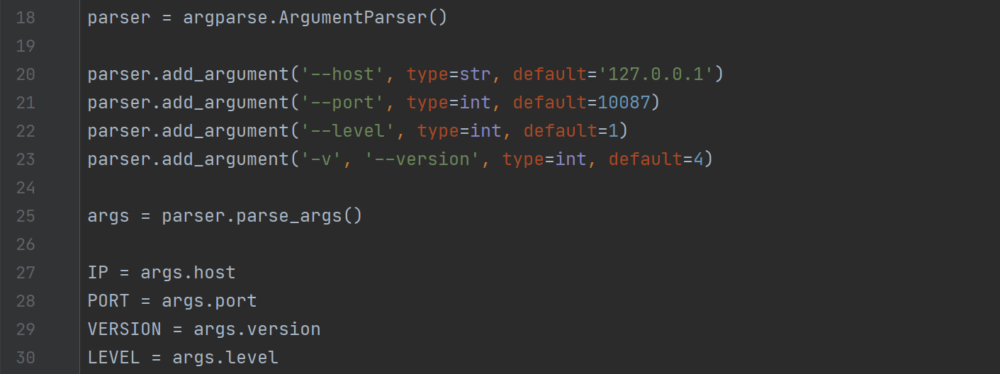 18 parser = argparse.ArgumentParser()
19
20 parser.add_argument('--host', type=str, default='127.0.0.1')
21 parser.add_argument('--port', type=int, default=10087)
22 parser.add_argument('--level', type=int, default=1)
23 parser.add_argument('-v', '--version', type=int, default=4)
24
25 args = parser.parse_args()
26
27 IP = args.host
28 PORT = args.port
29 VERSION = args.version
30 LEVEL = args.level